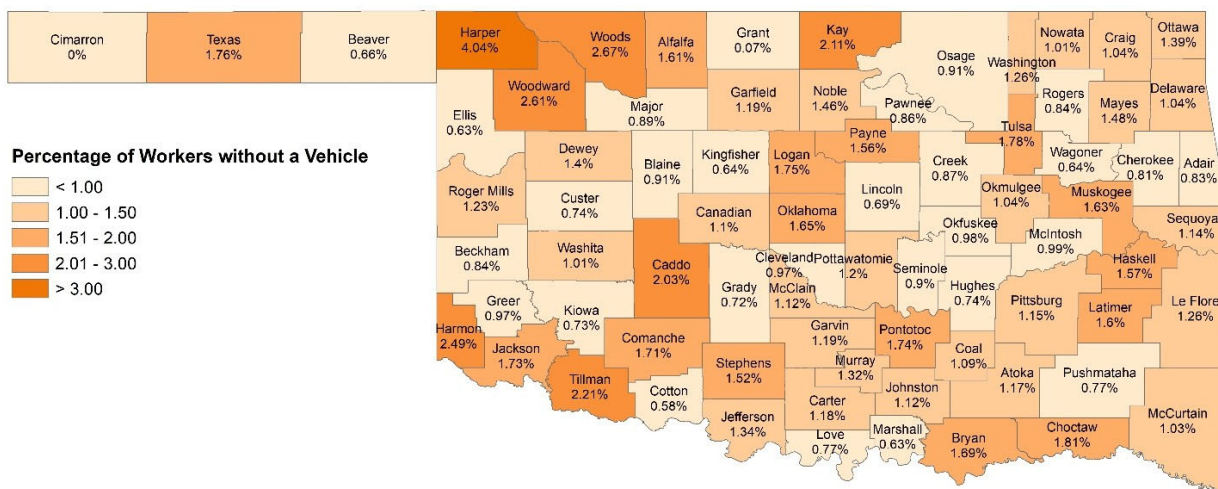 Cimarron
0%
Texas
1.76%
Beaver
0.66%
Harper
4.04%
Woods
2.67%
Alfalfa
1.61%
Grant
0.07%
Kay
2.11%
Osage
0.91%
Washington
1.26%
Nowata
1.01%
Craig
1.04%
Ottawa
1.39%
Woodward
2.61%
Ellis
0.63%
Major
0.89%
Garfield
1.19%
Noble
1.46%
Pawnee
0.86%
Rogers
0.84%
Mayes
1.48%
Delaware
1.04%
Tulsa
1.78%
Payne
1.56%
Percentage of Workers without a Vehicle
< 1.00
1.00 - 1.50
1.51 - 2.00
2.01 - 3.00
> 3.00
Dewey
1.4%
Blaine
0.91%
Kingfisher
0.64%
Logan
1.75%
Creek
0.87%
Wagoner
0.64%
Cherokee
0.81%
Adair
0.83%
Roger Mills
1.23%
Custer
0.74%
Canadian
1.1%
Oklahoma
1.65%
Lincoln
0.69%
Okmulgee
1.04%
Muskogee
1.63%
Okfuskee
0.98%
McIntosh
0.99%
Sequoya
1.14%
Beckham
0.84%
Washita
1.01%
Caddo
2.03%
Grady
0.72%
Cleveland
0.97%
McClain
1.12%
Pottawatomie
1.2%
Seminole
0.9%
Hughes
0.74%
Haskell
1.57%
Pittsburg
1.15%
Latimer
1.6%
Le Flore
1.26%
Greer
0.97%
Kiowa
0.73%
Harmon
2.49%
Jackson
1.73%
Comanche
1.71%
Garvin
1.19%
Pontotoc
1.74%
Murray
1.32%
Coal
1.09%
Tillman
2.21%
Cotton
0.58%
Stephens
1.52%
Carter
1.18%
Johnston
1.12%
Atoka
1.17%
Pushmataha
0.77%
McCurtain
1.03%
Jefferson
1.34%
Love
0.77%
Marshall
0.63%
Bryan
1.69%
Choctaw
1.81%